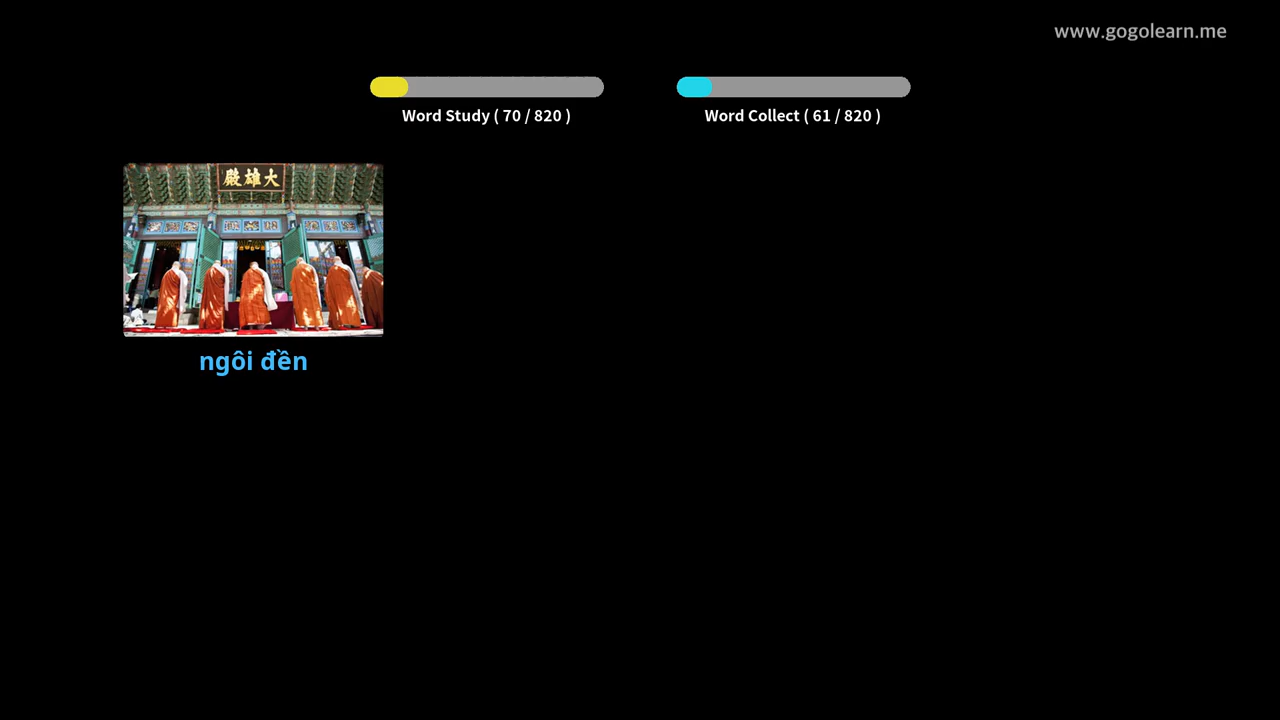 www.gogolearn.me
Word Study ( 70 / 820 )
Word Collect ( 61 / 820 )
殿雄大
ngôi đền